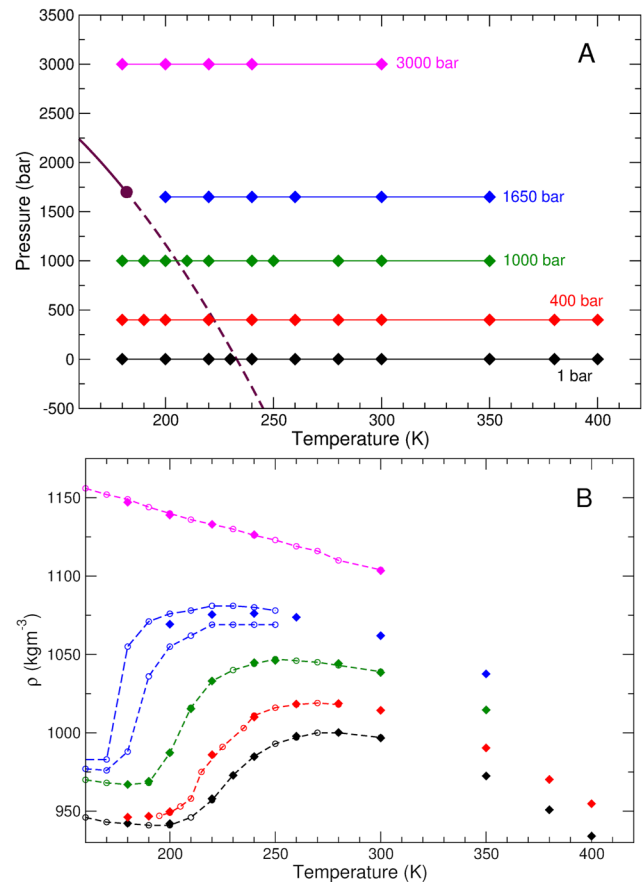 A
3500
3000
2500
2000
1500
1000
500
0
-500
Pressure (bar)
3000 bar
1650 bar
1000 bar
400 bar
1 bar
200 250 300 350 400
Temperature (K)
B
1150
1100
1050
1000
950
ρ (kgm⁻³)
200 250 300 350 400
Temperature (K)